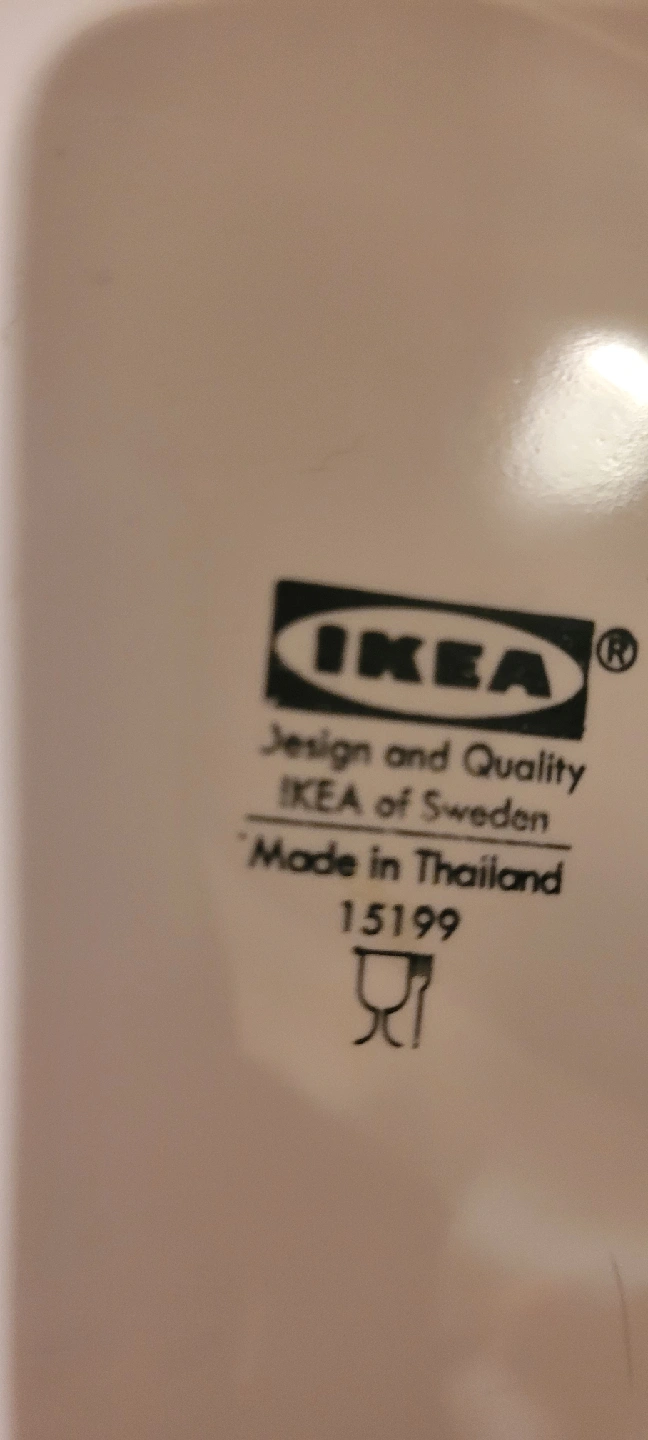 IKEA®
Design and Quality
IKEA of Sweden
Made in Thailand
15199